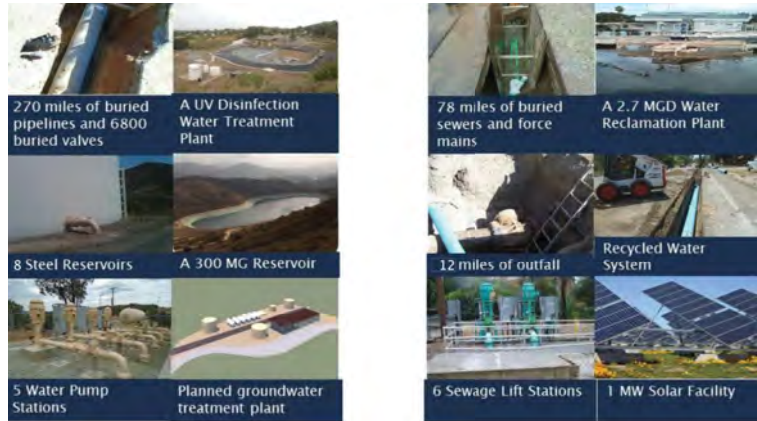 270 miles of buried
pipelines and 6800
buried valves
A UV Disinfection
Water Treatment
Plant
8 Steel Reservoirs
A 300 MG Reservoir
5 Water Pump
Stations
Planned groundwater
treatment plant
78 miles of buried
sewers and force
mains
A 2.7 MGD Water
Reclamation Plant
12 miles of outfall
Recycled Water
System
6 Sewage Lift Stations
1 MW Solar Facility